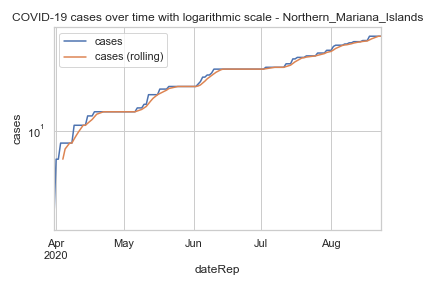 COVID-19 cases over time with logarithmic scale - Northern_Mariana_Islands
cases
cases (rolling)
10¹
cases
Apr May Jun Jul Aug
2020
dateRep